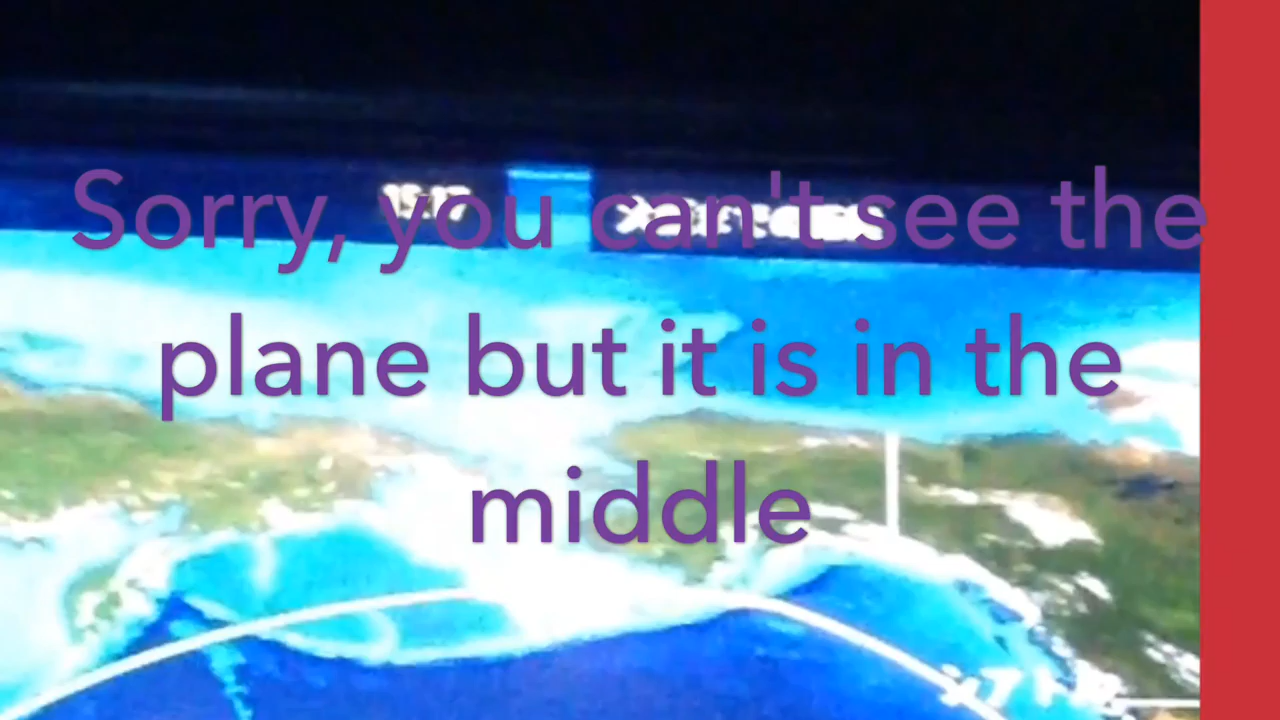 Sorry, you can't see the
plane but it is in the
middle